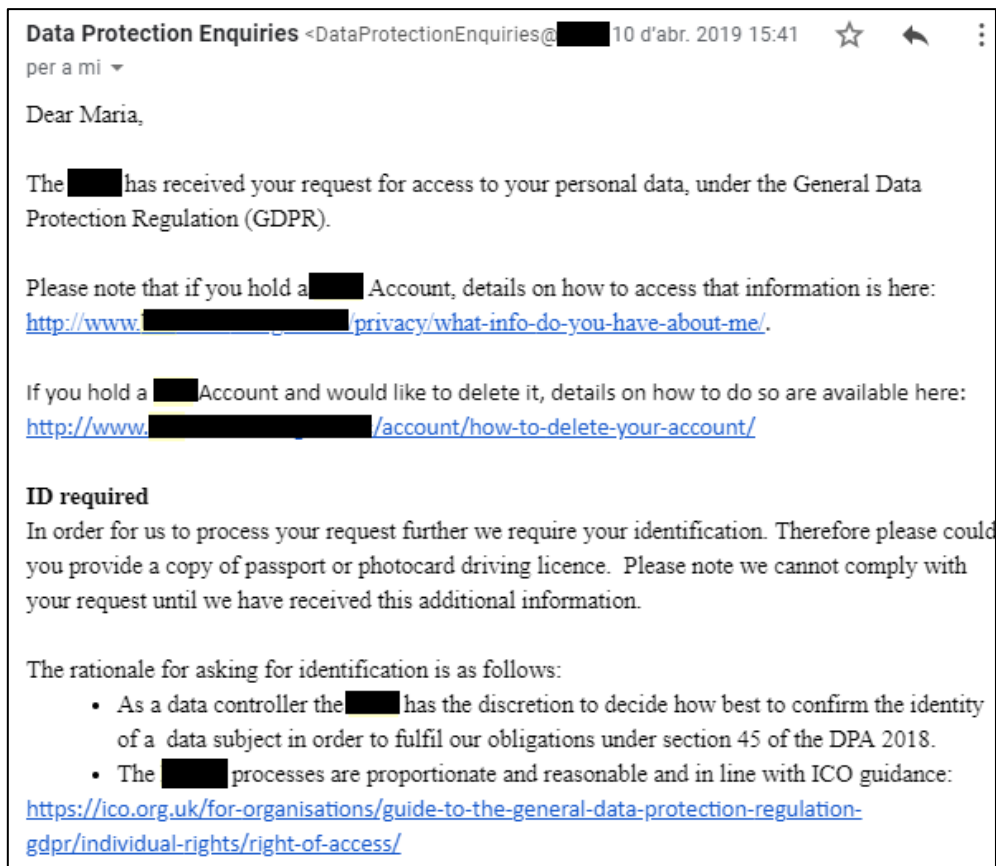 Data Protection Enquiries <DataProtectionEnquiries@ 10 d'abr. 2019 15:41
per a mi
Dear Maria,
The has received your request for access to your personal data, under the General Data
Protection Regulation (GDPR).
Please note that if you hold a Account, details on how to access that information is here:
http://www. /privacy/what-info-do-you-have-about-me/.
If you hold a Account and would like to delete it, details on how to do so are available here:
http://www. /account/how-to-delete-your-account/
ID required
In order for us to process your request further we require your identification. Therefore please could
you provide a copy of passport or photocard driving licence. Please note we cannot comply with
your request until we have received this additional information.
The rationale for asking for identification is as follows:
• As a data controller the has the discretion to decide how best to confirm the identity
of a data subject in order to fulfil our obligations under section 45 of the DPA 2018.
• The processes are proportionate and reasonable and in line with ICO guidance:
https://ico.org.uk/for-organisations/guide-to-the-general-data-protection-regulation-
gdpr/individual-rights/right-of-access/